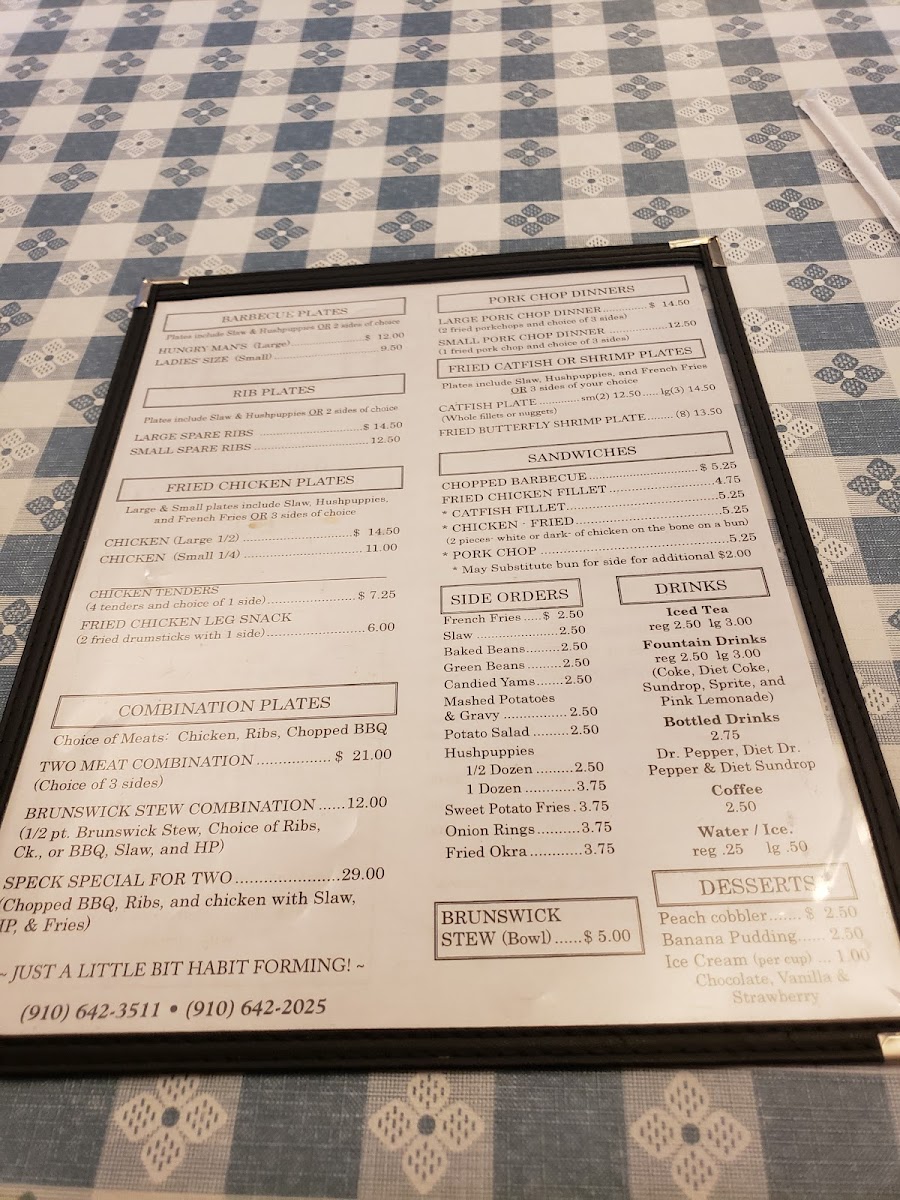 BARBECUE PLATES
Plates include Slaw & Hushpuppies OR 2 sides of choice
HUNGRY MAN'S (Large) $ 12.00
LADIES' SIZE (Small) 9.50
RIB PLATES
Plates include Slaw & Hushpuppies OR 2 sides of choice
LARGE SPARE RIBS $ 14.50
SMALL SPARE RIBS 12.50
FRIED CHICKEN PLATES
Large & Small plates include Slaw, Hushpuppies,
and French Fries OR 3 sides of choice
CHICKEN (Large 1/2) $ 14.50
CHICKEN (Small 1/4) 11.00
CHICKEN TENDERS
(4 tenders and choice of 1 side) $ 7.25
FRIED CHICKEN LEG SNACK
(2 fried drumsticks with 1 side) 6.00
COMBINATION PLATES
Choice of Meats: Chicken, Ribs, Chopped BBQ
TWO MEAT COMBINATION $ 21.00
(Choice of 3 sides)
BRUNSWICK STEW COMBINATION 12.00
(1/2 pt. Brunswick Stew, Choice of Ribs,
Ck., or BBQ, Slaw, and HP)
SPECK SPECIAL FOR TWO 29.00
(Chopped BBQ, Ribs, and chicken with Slaw,
HP, & Fries)
~ JUST A LITTLE BIT HABIT FORMING! ~
(910) 642-3511 • (910) 642-2025
PORK CHOP DINNERS
LARGE PORK CHOP DINNER $ 14.50
(2 fried porkchops and choice of 3 sides)
SMALL PORK CHOP DINNER 12.50
(1 fried pork chop and choice of 3 sides)
FRIED CATFISH OR SHRIMP PLATES
Plates include Slaw, Hushpuppies, and French Fries
OR 3 sides of your choice
CATFISH PLATE sm(2) 12.50 lg(3) 14.50
(Whole fillets or nuggets)
FRIED BUTTERFLY SHRIMP PLATE (8) 13.50
SANDWICHES
CHOPPED BARBECUE $ 5.25
FRIED CHICKEN FILLET 4.75
* CATFISH FILLET 5.25
* CHICKEN - FRIED 5.25
(2 pieces- white or dark- of chicken on the bone on a bun)
* PORK CHOP 5.25
* May Substitute bun for side for additional $2.00
SIDE ORDERS
French Fries $ 2.50
Slaw 2.50
Baked Beans 2.50
Green Beans 2.50
Candied Yams 2.50
Mashed Potatoes
& Gravy 2.50
Potato Salad 2.50
Hushpuppies
1/2 Dozen 2.50
1 Dozen 3.75
Sweet Potato Fries 3.75
Onion Rings 3.75
Fried Okra 3.75
BRUNSWICK
STEW (Bowl) $ 5.00
DRINKS
Iced Tea
reg 2.50 lg 3.00
Fountain Drinks
reg 2.50 lg 3.00
(Coke, Diet Coke,
Sundrop, Sprite, and
Pink Lemonade)
Bottled Drinks
2.75
Dr. Pepper, Diet Dr.
Pepper & Diet Sundrop
Coffee
2.50
Water / Ice.
reg .25 lg .50
DESSERTS
Peach cobbler $ 2.50
Banana Pudding 2.50
Ice Cream (per cup) 1.00
Chocolate, Vanilla &
Strawberry